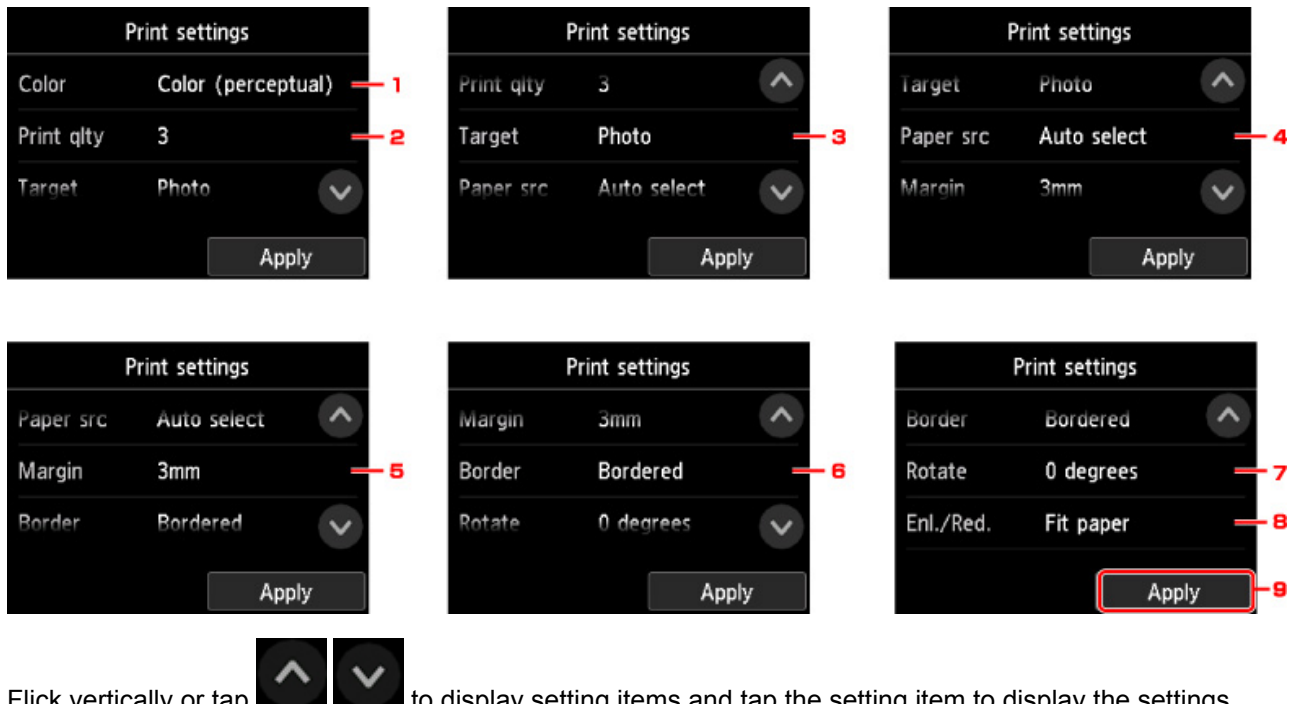 Print settings
Color Color (perceptual) 1
Print qlty 3 2
Target Photo
Apply
Print settings
Print qlty 3
Target Photo 3
Paper src Auto select
Apply
Print settings
Target Photo
Paper src Auto select 4
Margin 3mm
Apply
Print settings
Paper src Auto select
Margin 3mm 5
Border Bordered
Apply
Print settings
Margin 3mm
Border Bordered 6
Rotate 0 degrees
Apply
Print settings
Border Bordered
Rotate 0 degrees 7
Enl./Red. Fit paper 8
Apply 9
Flick vertically or tap to display setting items and tap the setting item to display the settings.